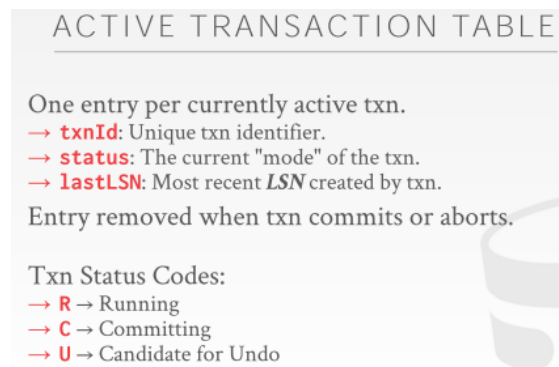 ACTIVE TRANSACTION TABLE
One entry per currently active txn.
→ txnId: Unique txn identifier.
→ status: The current "mode" of the txn.
→ lastLSN: Most recent LSN created by txn.
Entry removed when txn commits or aborts.
Txn Status Codes:
→ R → Running
→ C → Committing
→ U → Candidate for Undo